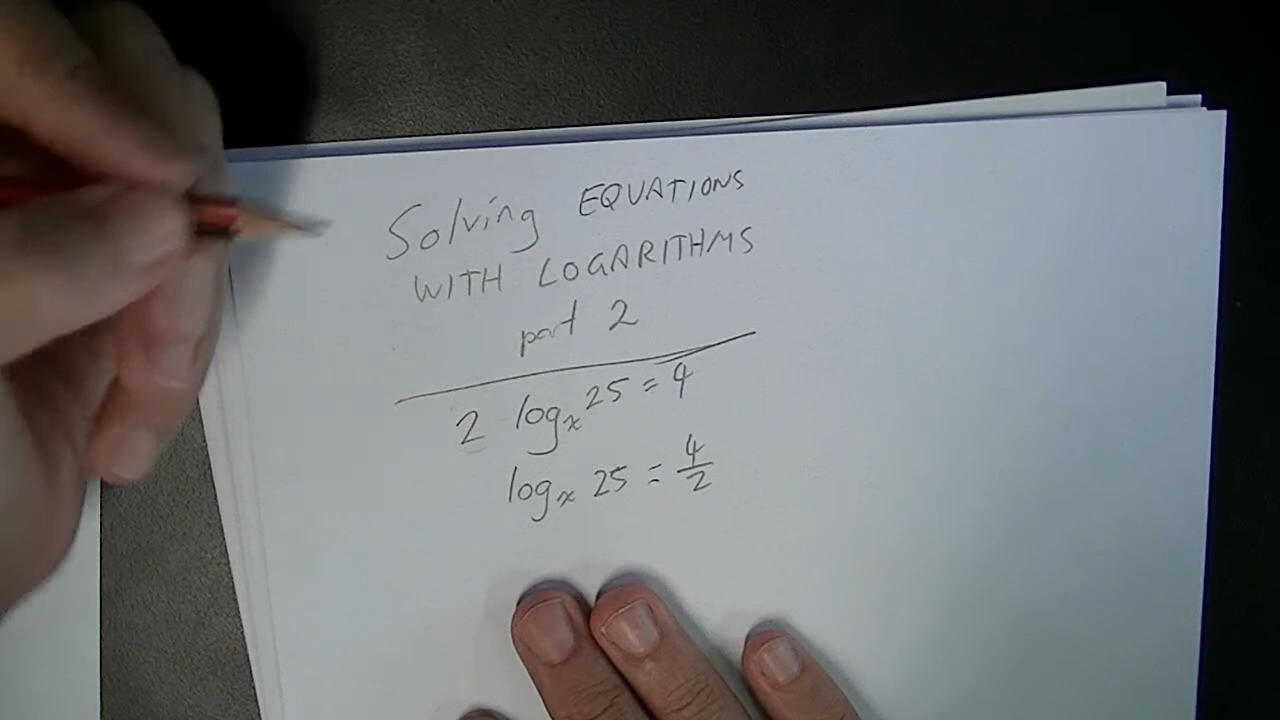 Solving EQUATIONS
WITH LOGARITHMS
part 2
2 logₓ 25 = 4
logₓ 25 = 4/2